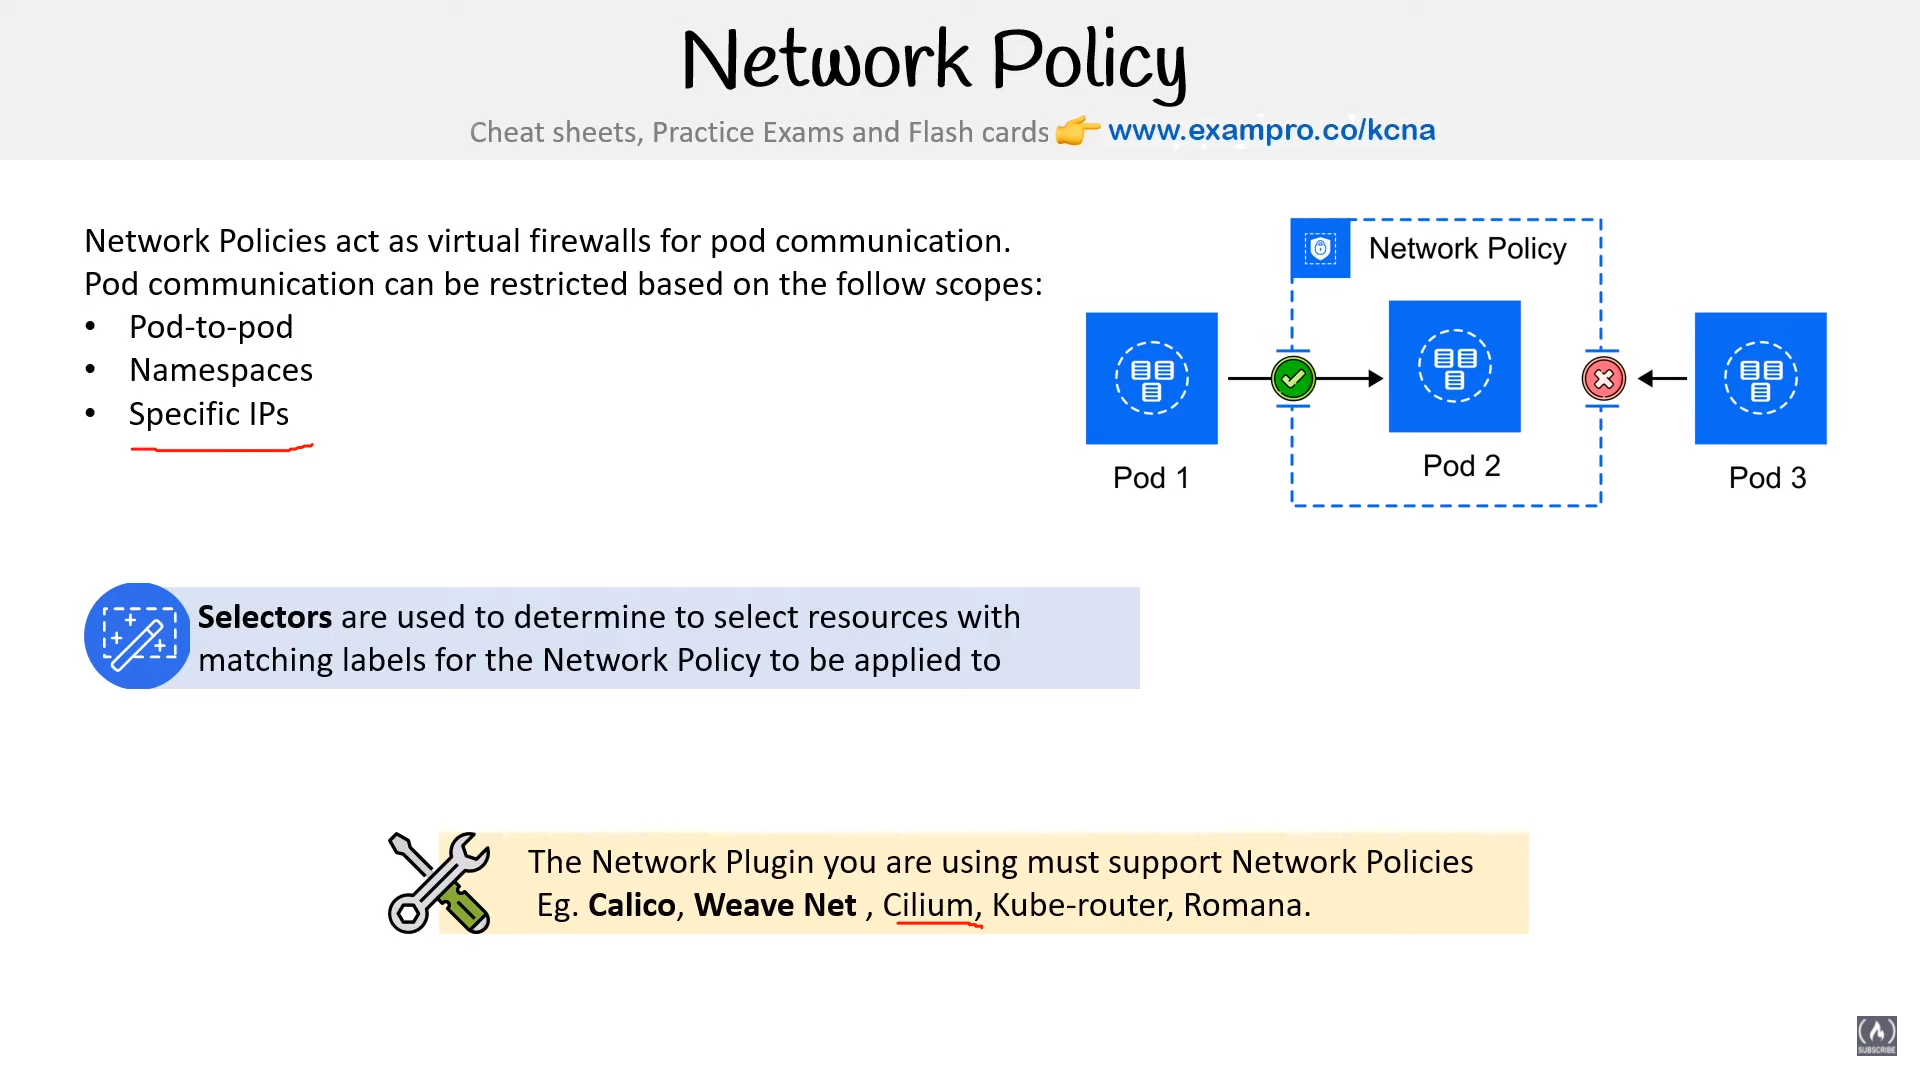 Network Policy
Cheat sheets, Practice Exams and Flash cards www.exampro.co/kcna
Network Policies act as virtual firewalls for pod communication.
Pod communication can be restricted based on the follow scopes:
• Pod-to-pod
• Namespaces
• Specific IPs
Network Policy
Pod 1
Pod 2
Pod 3
Selectors are used to determine to select resources with
matching labels for the Network Policy to be applied to
The Network Plugin you are using must support Network Policies
Eg. Calico, Weave Net , Cilium, Kube-router, Romana.
SUBSCRIBE